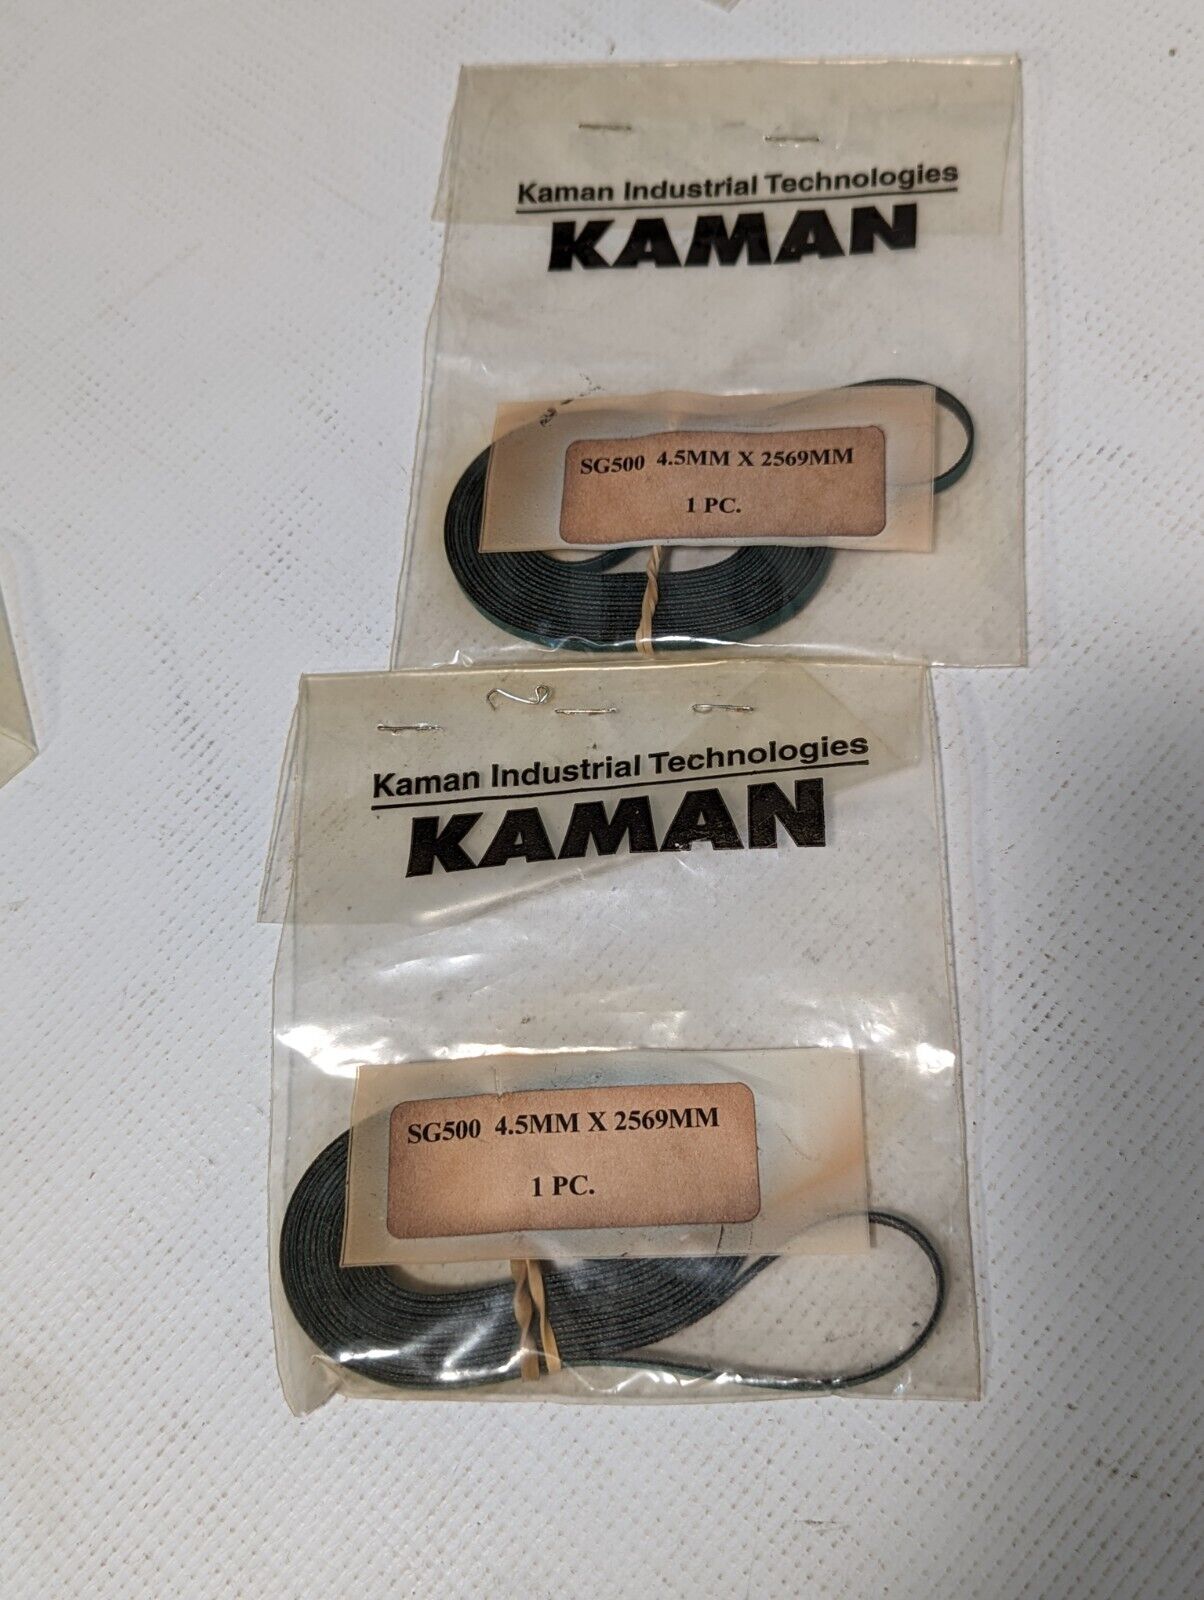 Kaman Industrial Technologies
KAMAN
SG500 4.5MM X 2569MM
1 PC.
Kaman Industrial Technologies
KAMAN
SG500 4.5MM X 2569MM
1 PC.